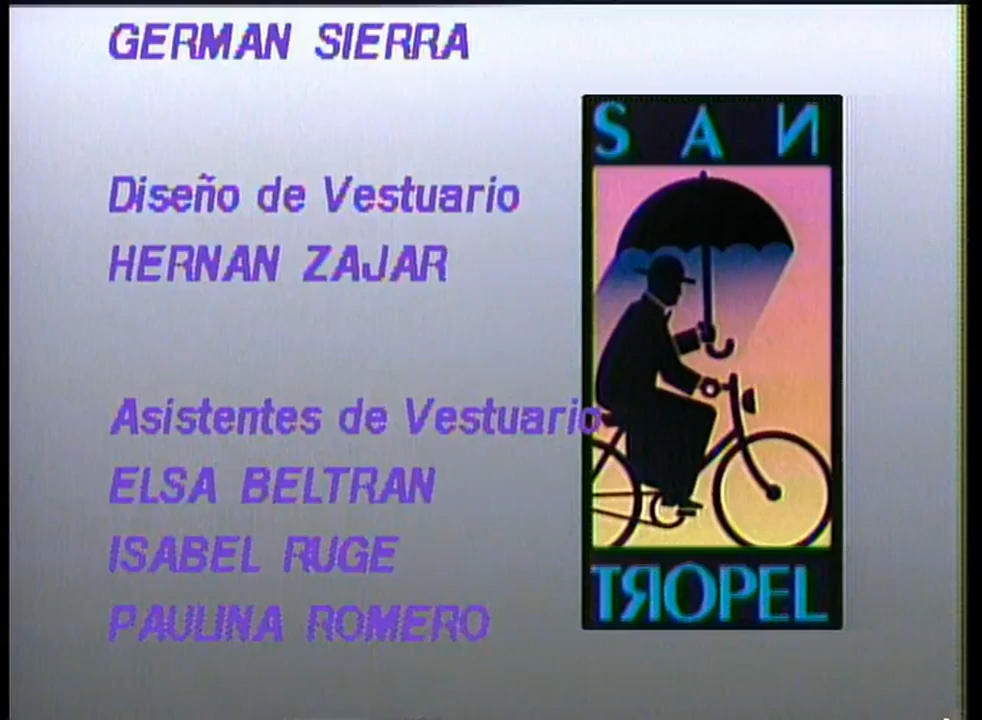 GERMAN SIERRA
Diseño de Vestuario
HERNAN ZAJAR
Asistentes de Vestuario
ELSA BELTRAN
ISABEL RUGE
PAULINA ROMERO
SAN
TROPEL